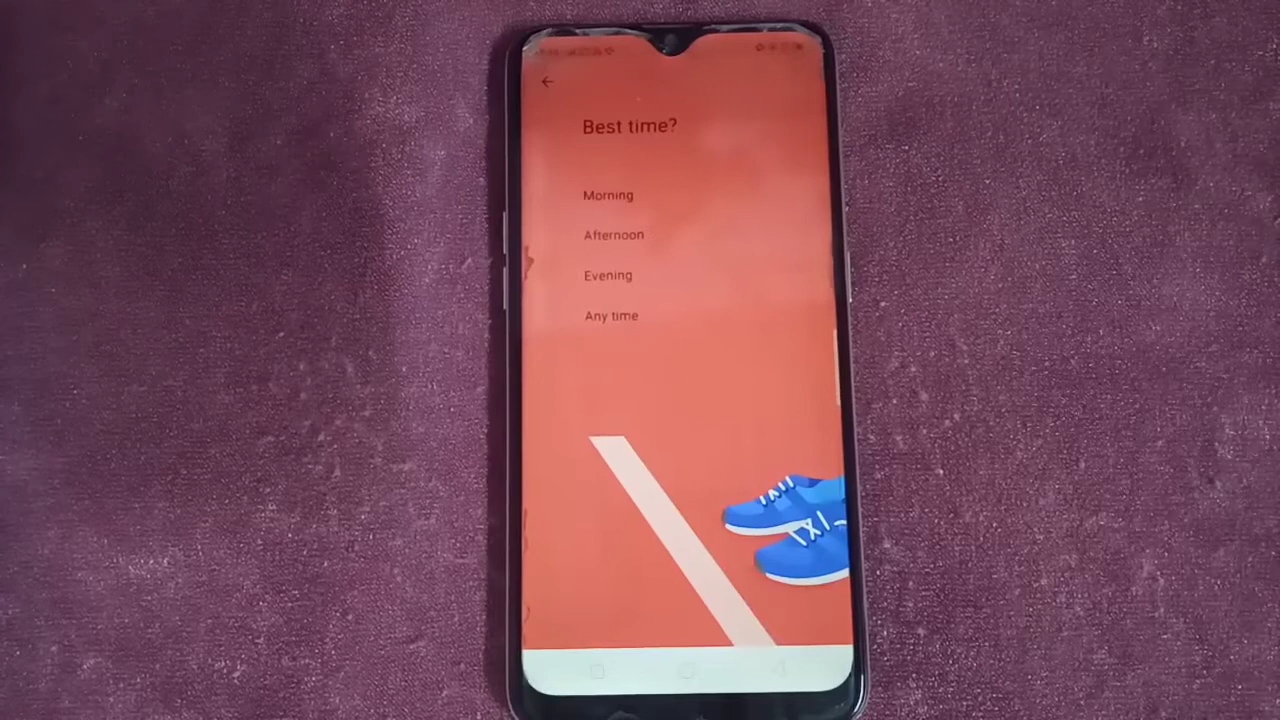 Best time?
Morning
Afternoon
Evening
Any time